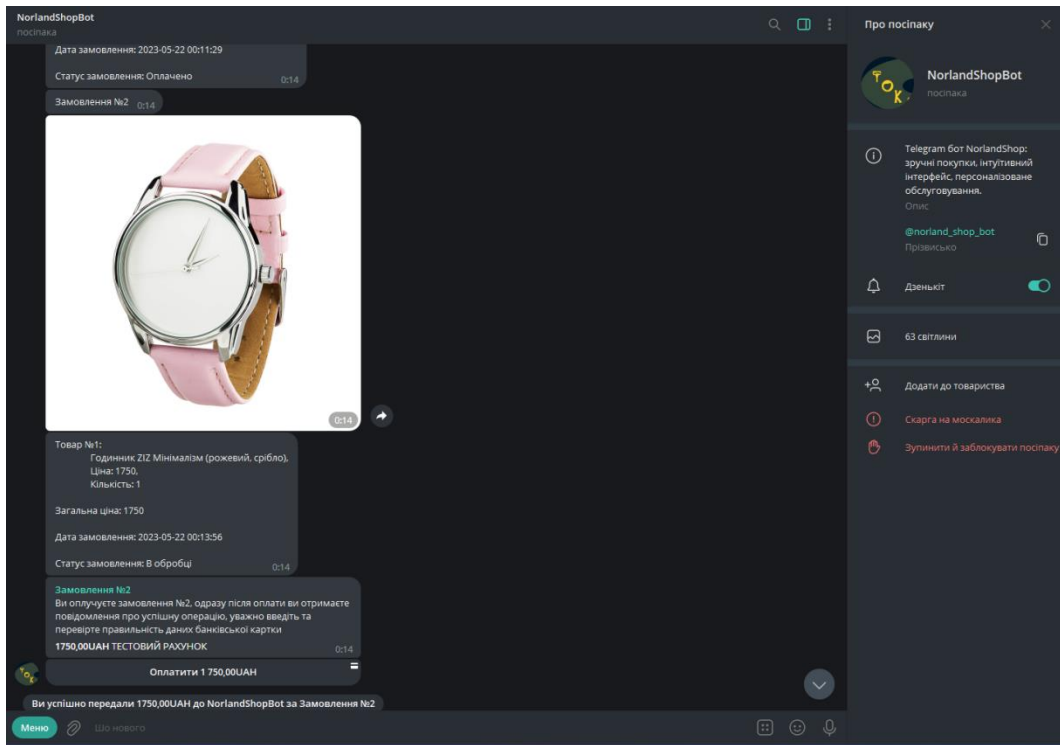 NorlandShopBot
посіпака
Дата замовлення: 2023-05-22 00:11:29
Статус замовлення: Оплачено
0:14
Замовлення №2 0:14
0:14
Товар №1:
Годинник ZIZ Мінімалізм (рожевий, срібло),
Ціна: 1750,
Кількість: 1
Загальна ціна: 1750
Дата замовлення: 2023-05-22 00:13:56
Статус замовлення: В обробці
0:14
Замовлення №2
Ви оплучуєте замовлення №2, одразу після оплати ви отримаєте
повідомлення про успішну операцію, уважно введіть та
перевірте правильність даних банківської картки
1750,00UAH ТЕСТОВИЙ РАХУНОК
0:14
Оплатити 1 750,00UAH
Ви успішно передали 1750,00UAH до NorlandShopBot за Замовлення №2
Меню
Шо нового
Про посіпаку
ТОК
NorlandShopBot
посіпака
Telegram бот NorlandShop:
зручні покупки, інтуїтивний
інтерфейс, персоналізоване
обслуговування.
Опис
@norland_shop_bot
Прізвисько
Дзенькіт
63 світлини
Додати до товариства
Скарга на москалика
Зупинити й заблокувати посіпаку